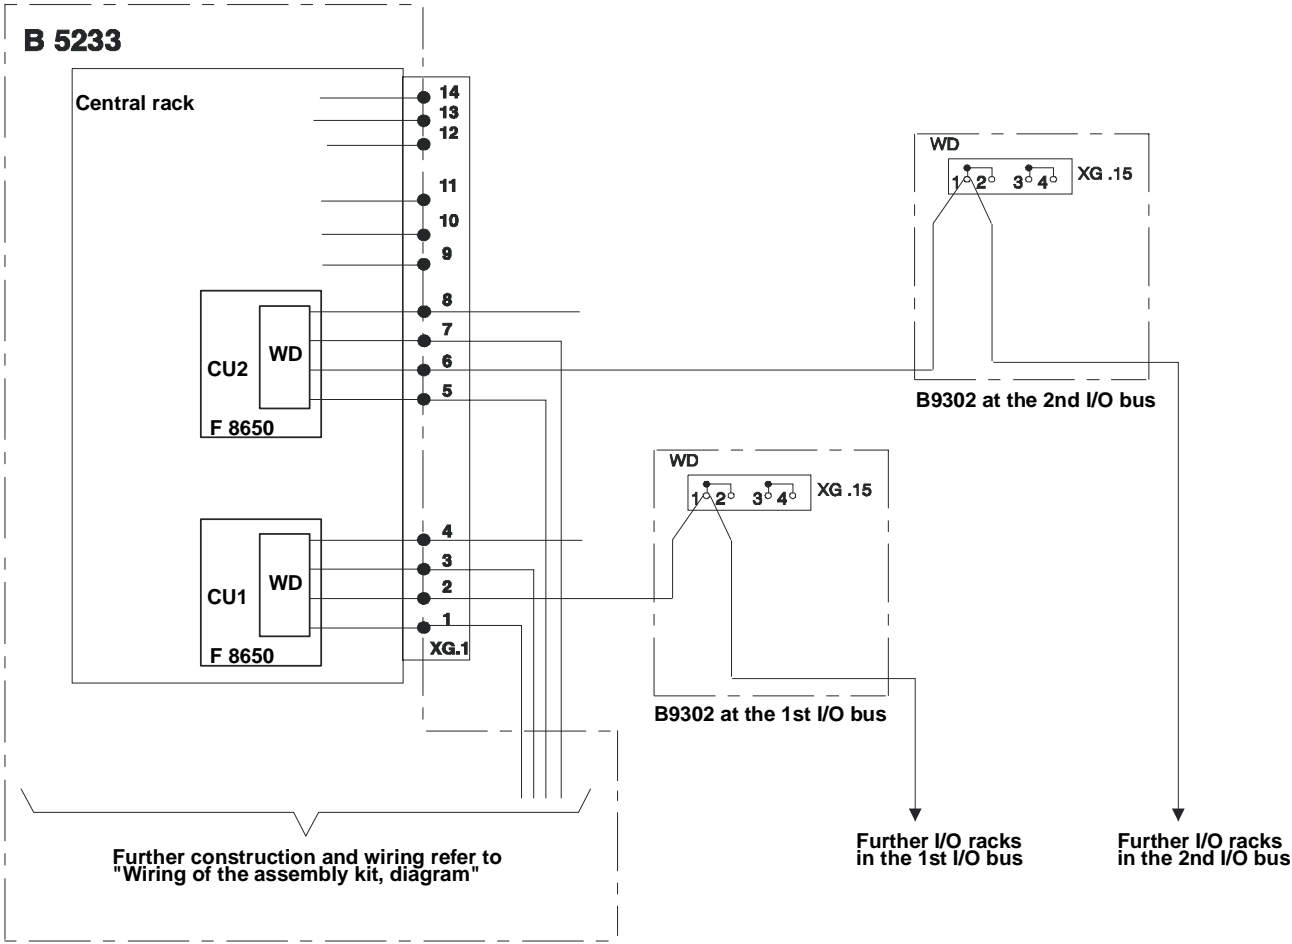 B 5233
Central rack
14
13
12
11
10
9
8
7
6
5
CU2
WD
F 8650
4
3
2
1
XG.1
CU1
WD
F 8650
WD
1 2 3 4
XG .15
B9302 at the 2nd I/O bus
WD
1 2 3 4
XG .15
B9302 at the 1st I/O bus
Further I/O racks
in the 1st I/O bus
Further I/O racks
in the 2nd I/O bus
Further construction and wiring refer to
"Wiring of the assembly kit, diagram"